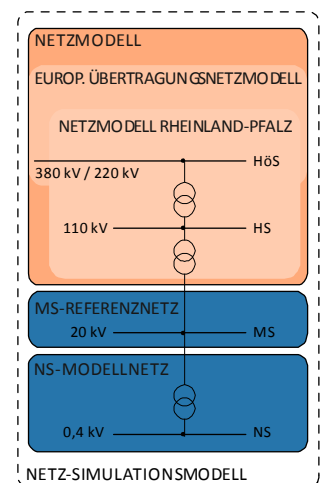 NETZMODELL
EUROP. ÜBERTRAGUNGSNETZMODELL
NETZMODELL RHEINLAND-PFALZ
HöS
380 kV / 220 kV
110 kV HS
MS-REFERENZNETZ
20 kV MS
NS-MODELLNETZ
0,4 kV NS
NETZ-SIMULATIONSMODELL